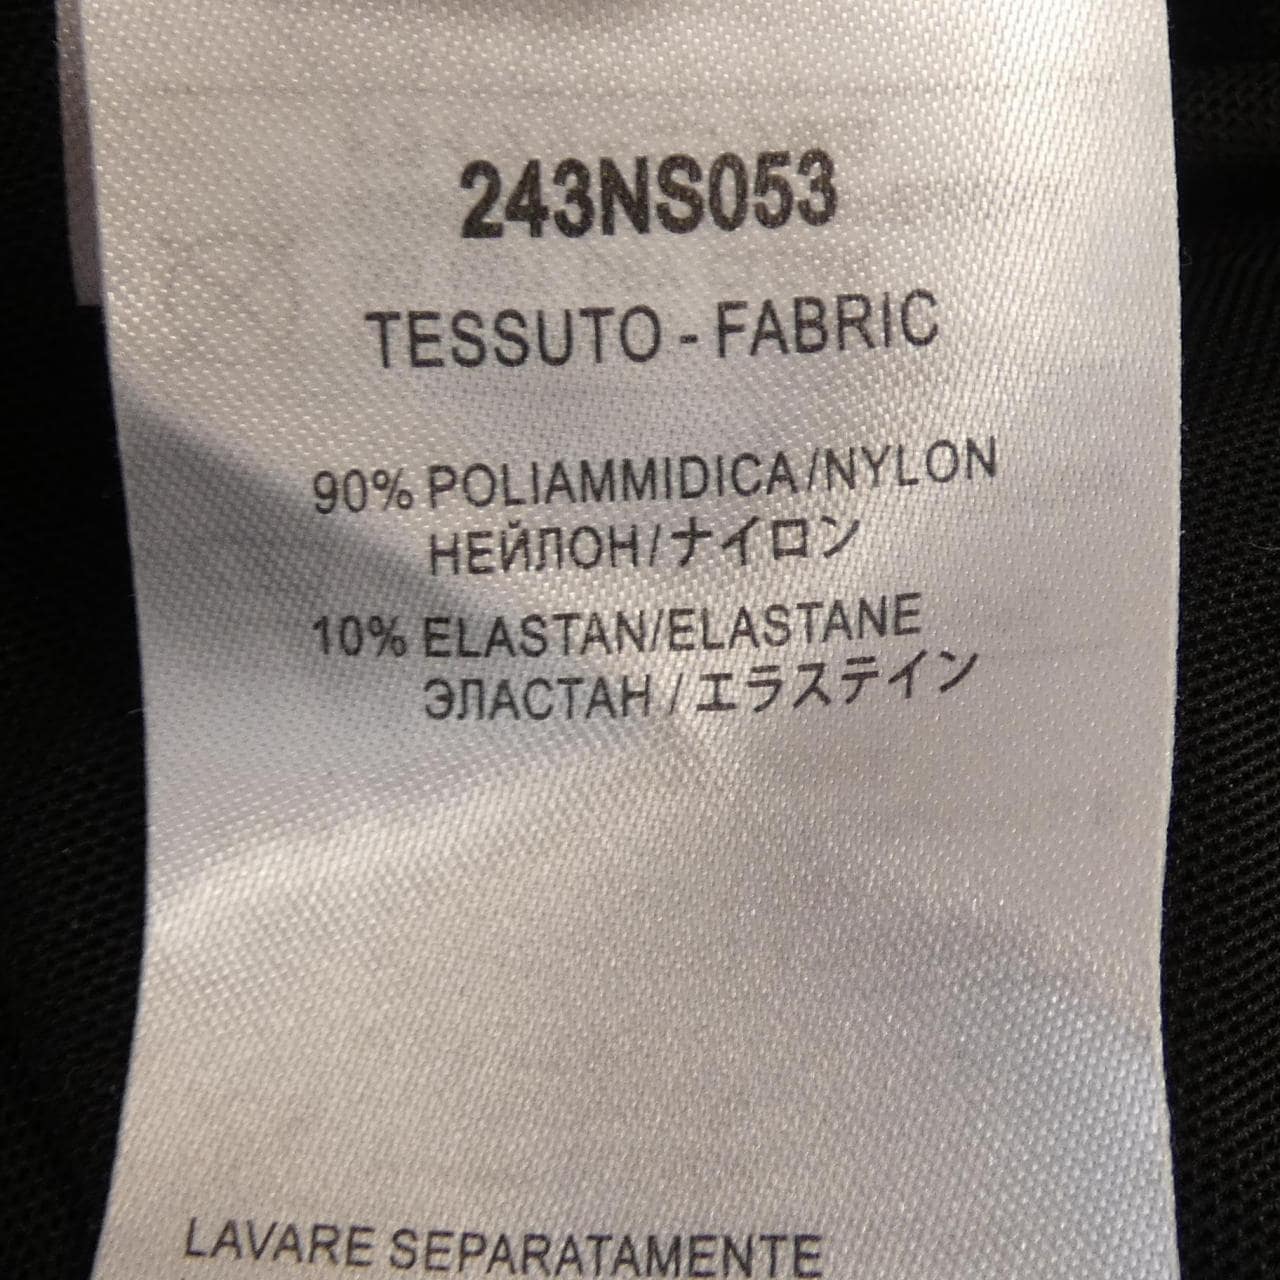 243NS053
TESSUTO - FABRIC
90% POLIAMMIDICA/NYLON
НЕЙЛОН/ナイロン
10% ELASTAN/ELASTANE
ЭЛАСТАН / エラステイン
LAVARE SEPARATAMENTE